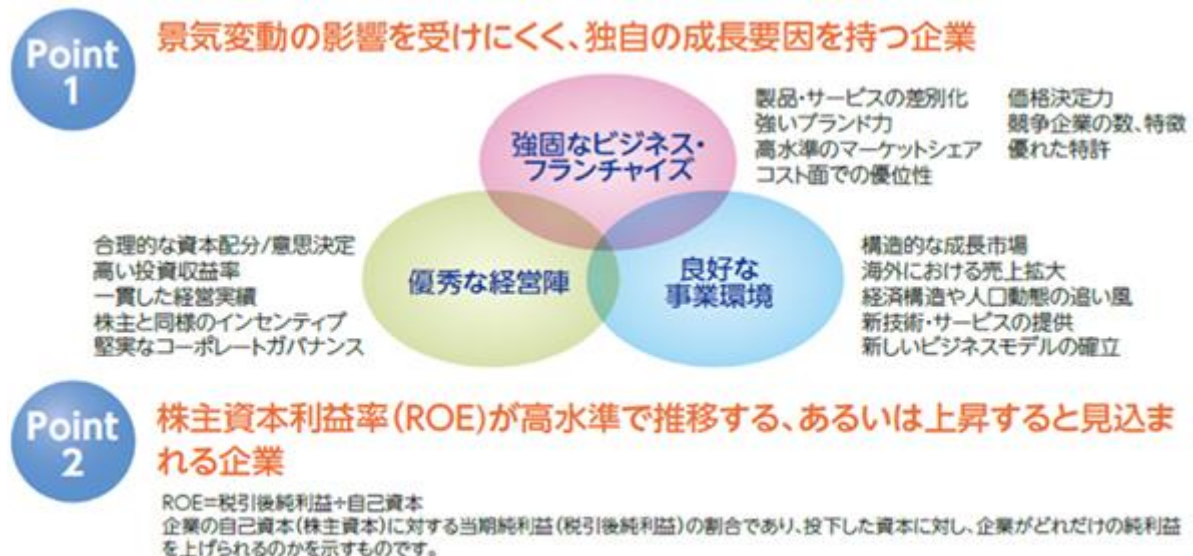 Point
1
景気変動の影響を受けにくく、独自の成長要因を持つ企業
強固なビジネス・
フランチャイズ
製品・サービスの差別化 価格決定力
強いブランド力 競争企業の数、特徴
高水準のマーケットシェア 優れた特許
コスト面での優位性
合理的な資本配分/意思決定
高い投資収益率
一貫した経営実績
株主と同様のインセンティブ
堅実なコーポレートガバナンス
優秀な経営陣
良好な
事業環境
構造的な成長市場
海外における売上拡大
経済構造や人口動態の追い風
新技術・サービスの提供
新しいビジネスモデルの確立
Point
2
株主資本利益率(ROE)が高水準で推移する、あるいは上昇すると見込ま
れる企業
ROE=税引後純利益÷自己資本
企業の自己資本(株主資本)に対する当期純利益(税引後純利益)の割合であり、投下した資本に対し、企業がどれだけの純利益
を上げられるのかを示すものです。